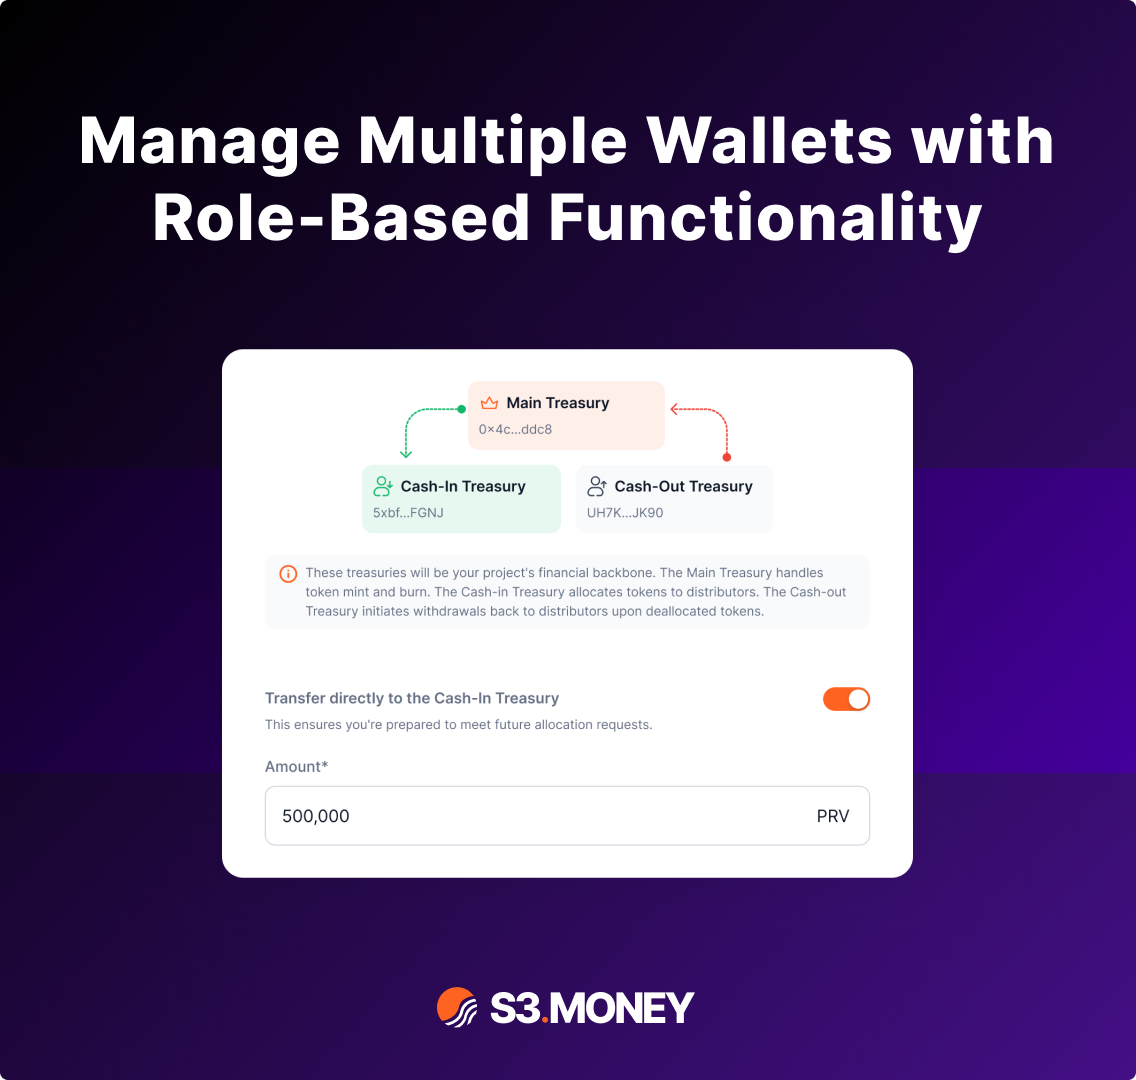 Manage Multiple Wallets with
Role-Based Functionality
Main Treasury
0x4c...ddc8
Cash-In Treasury
5xbf...FGNJ
Cash-Out Treasury
UH7K...JK90
These treasuries will be your project's financial backbone. The Main Treasury handles
token mint and burn. The Cash-in Treasury allocates tokens to distributors. The Cash-out
Treasury initiates withdrawals back to distributors upon deallocated tokens.
Transfer directly to the Cash-In Treasury
This ensures you're prepared to meet future allocation requests.
Amount*
500,000 PRV
S3.MONEY